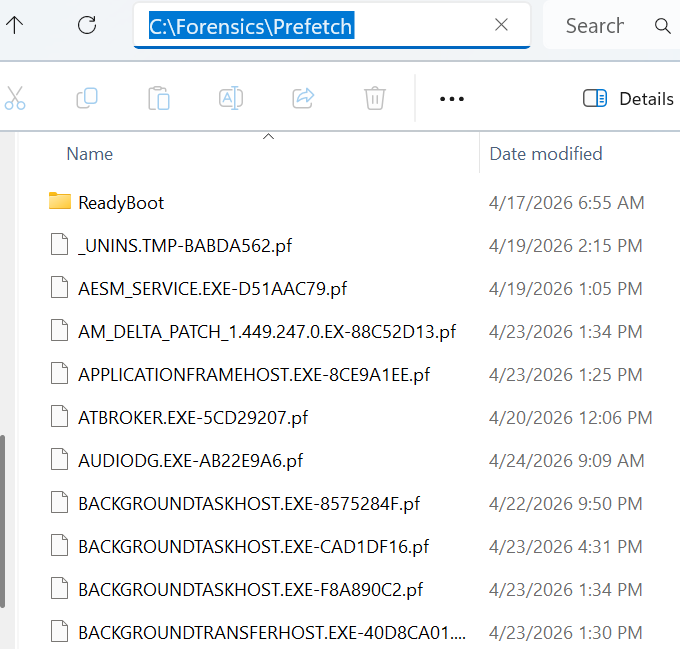 C:\Forensics\Prefetch
Search
Details
Name Date modified
ReadyBoot 4/17/2026 6:55 AM
_UNINS.TMP-BABDA562.pf 4/19/2026 2:15 PM
AESM_SERVICE.EXE-D51AAC79.pf 4/19/2026 1:05 PM
AM_DELTA_PATCH_1.449.247.0.EX-88C52D13.pf 4/23/2026 1:34 PM
APPLICATIONFRAMEHOST.EXE-8CE9A1EE.pf 4/23/2026 1:25 PM
ATBROKER.EXE-5CD29207.pf 4/20/2026 12:06 PM
AUDIODG.EXE-AB22E9A6.pf 4/24/2026 9:09 AM
BACKGROUNDTASKHOST.EXE-8575284F.pf 4/22/2026 9:50 PM
BACKGROUNDTASKHOST.EXE-CAD1DF16.pf 4/23/2026 4:31 PM
BACKGROUNDTASKHOST.EXE-F8A890C2.pf 4/23/2026 1:34 PM
BACKGROUNDTRANSFERHOST.EXE-40D8CA01.... 4/23/2026 1:30 PM